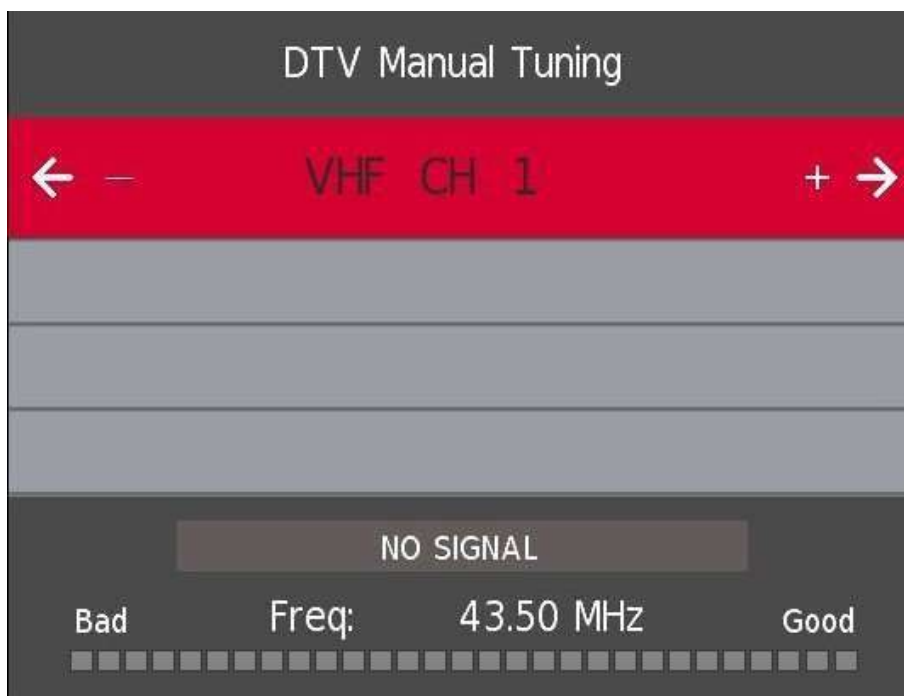 DTV Manual Tuning
← – VHF CH 1 + →
NO SIGNAL
Bad Freq: 43.50 MHz Good